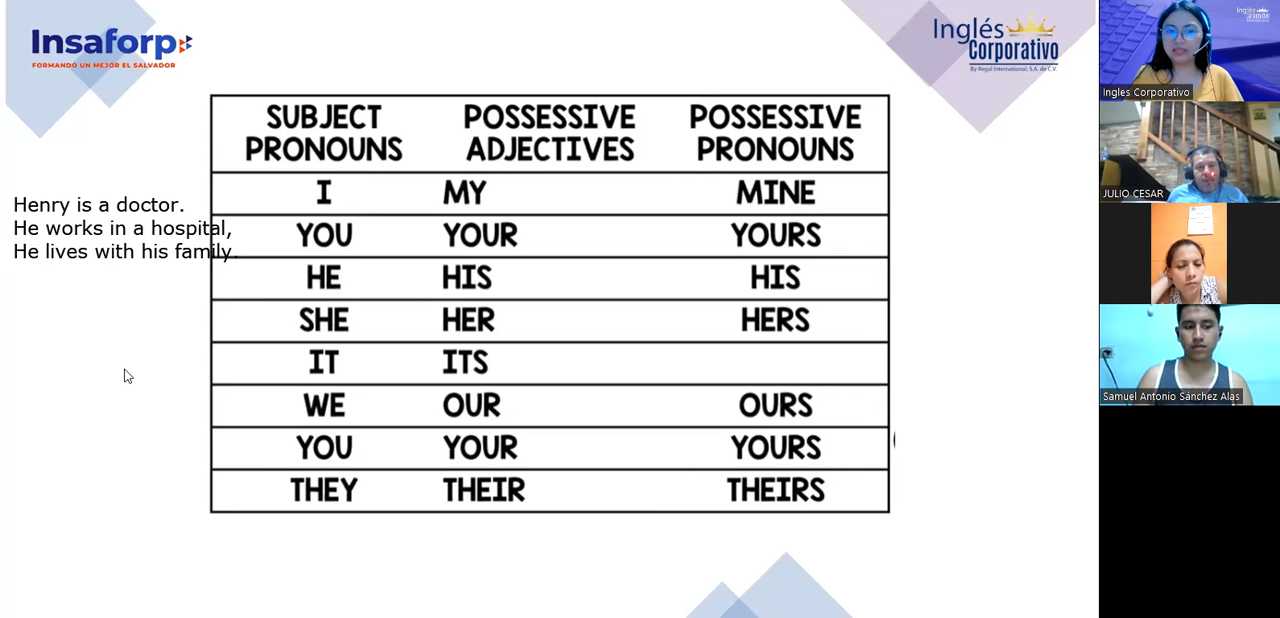 Insaforp
FORMANDO UN MEJOR EL SALVADOR
Inglés
Corporativo
By Regal International, S.A. de C.V.
SUBJECT PRONOUNS POSSESSIVE ADJECTIVES POSSESSIVE PRONOUNS
I MY MINE
YOU YOUR YOURS
HE HIS HIS
SHE HER HERS
IT ITS
WE OUR OURS
YOU YOUR YOURS
THEY THEIR THEIRS
Henry is a doctor.
He works in a hospital,
He lives with his family.
Ingles Corporativo
JULIO CESAR
Samuel Antonio Sánchez Alas